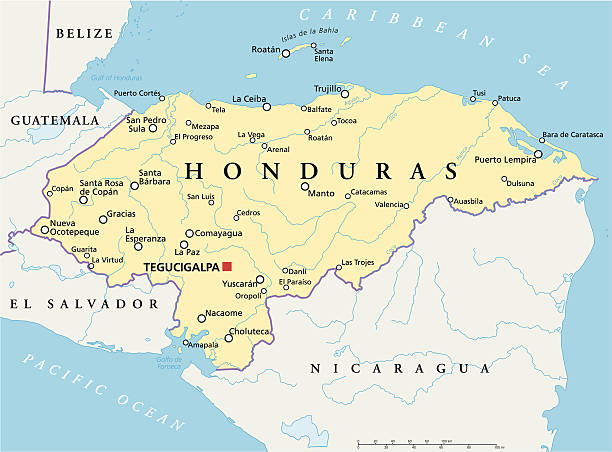 CARIBBEAN SEA
BELIZE
Islas de la Bahía
Roatán
Santa
Elena
Gulf of Honduras
Puerto Cortés
Trujillo
Tusi
Patuca
La Ceiba
Tela
Balfate
GUATEMALA
San Pedro
Sula
Mezapa
Tocoa
El Progreso
La Vega
Roatán
Bara de Caratasca
Arenal
Puerto Lempira
HONDURAS
Copán
Santa Rosa
de Copán
Santa
Bárbara
Dulsuna
Manto
Catacamas
San Luis
Valencia
Auasbila
Gracias
Cedros
Nueva
Ocotepeque
La
Esperanza
Comayagua
Guarita
La Virtud
La Paz
TEGUCIGALPA
Danlí
Las Trojes
Yuscarán
El Paraíso
Oropolí
EL SALVADOR
Nacaome
Choluteca
Amapala
Golfo de
Fonseca
PACIFIC OCEAN
NICARAGUA